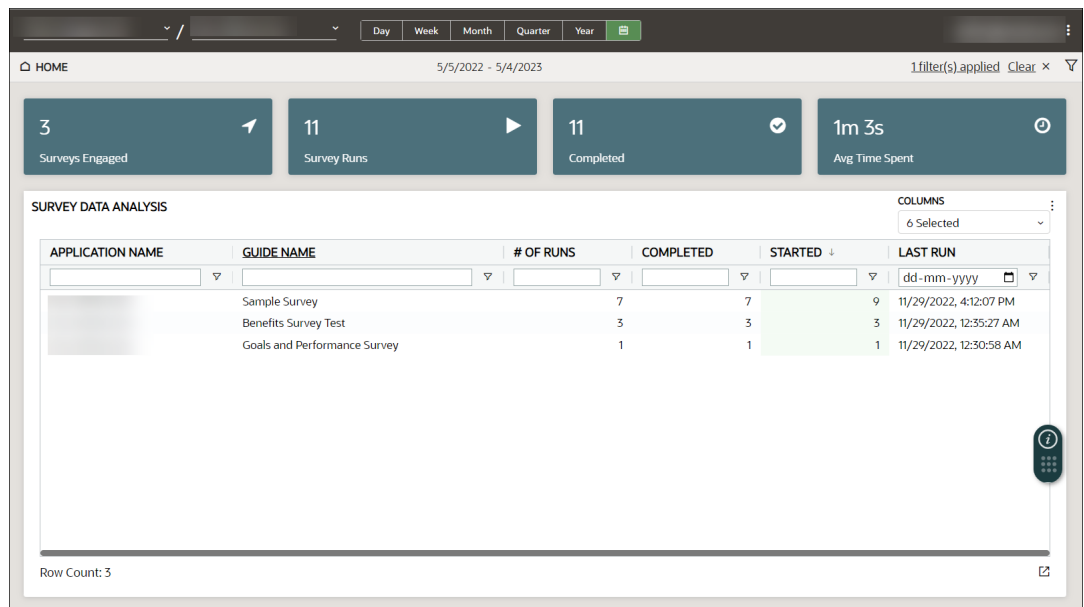 / Day Week Month Quarter Year
HOME 5/5/2022 - 5/4/2023 1 filter(s) applied Clear ×
3 11 11 1m 3s
Surveys Engaged Survey Runs Completed Avg Time Spent
SURVEY DATA ANALYSIS COLUMNS
6 Selected
APPLICATION NAME GUIDE NAME # OF RUNS COMPLETED STARTED ↓ LAST RUN
dd-mm-yyyy
Sample Survey 7 7 9 11/29/2022, 4:12:07 PM
Benefits Survey Test 3 3 3 11/29/2022, 12:35:27 AM
Goals and Performance Survey 1 1 1 11/29/2022, 12:30:58 AM
i
Row Count: 3